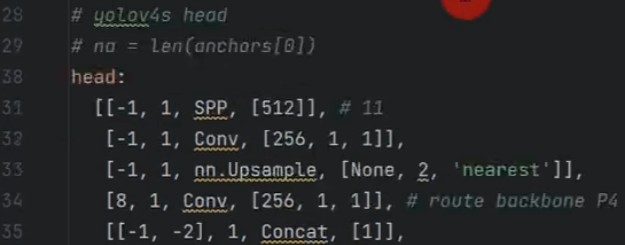 28 # yolov4s head
29 # na = len(anchors[0])
30 head:
31 [[-1, 1, SPP, [512]], # 11
32 [-1, 1, Conv, [256, 1, 1]],
33 [-1, 1, nn.Upsample, [None, 2, 'nearest']],
34 [8, 1, Conv, [256, 1, 1]], # route backbone P4
35 [[-1, -2], 1, Concat, [1]],